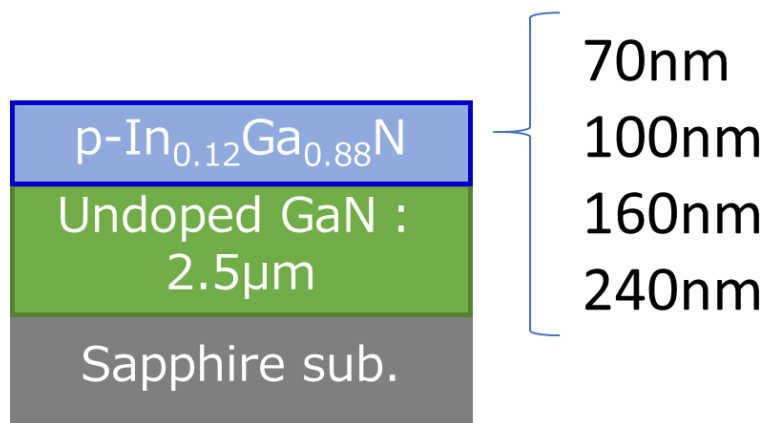 p-In₀.₁₂Ga₀.₈₈N
Undoped GaN :
2.5μm
Sapphire sub.
70nm
100nm
160nm
240nm